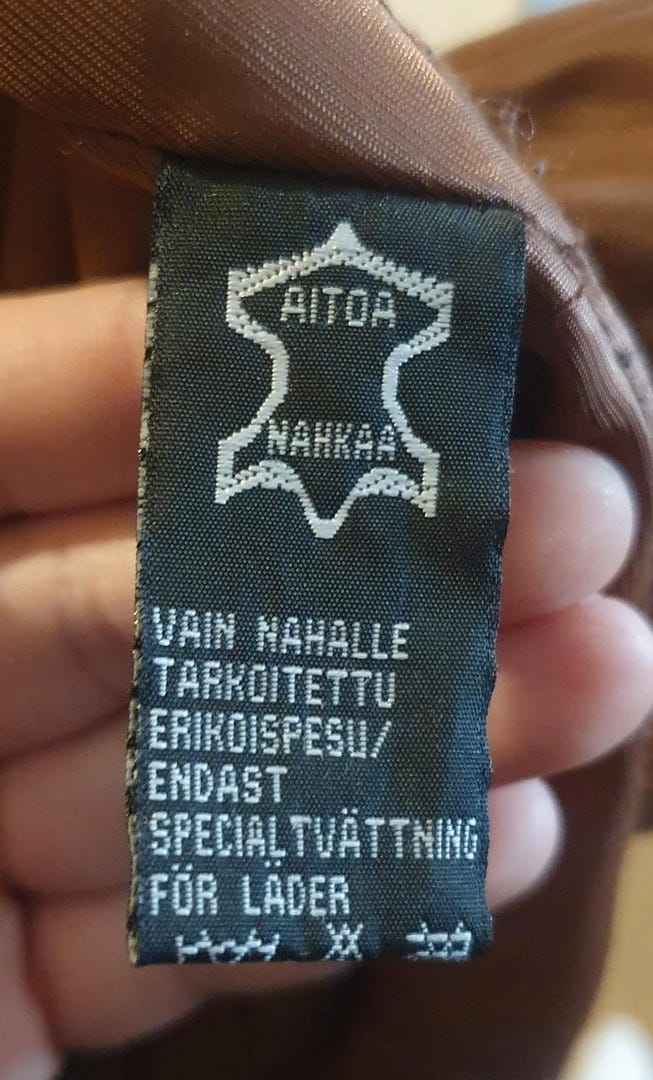 AITOA
NAHKAA
VAIN NAHALLE
TARKOITETTU
ERIKOISPESU/
ENDAST
SPECIALTVÄTTNING
FÖR LÄDER